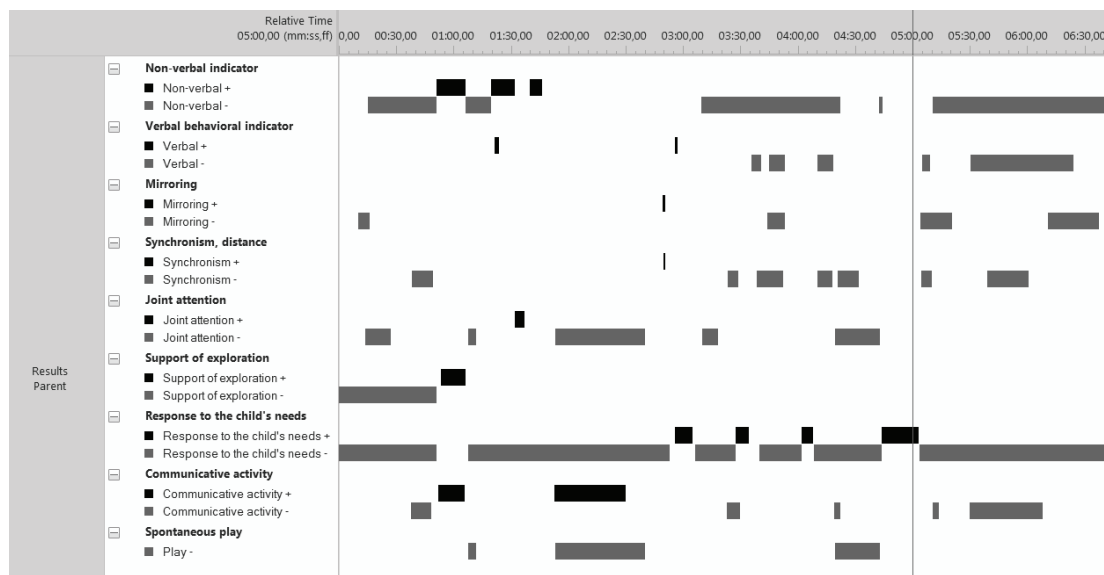 Relative Time
05:00,00 (mm:ss,ff) 0,00 00:30,00 01:00,00 01:30,00 02:00,00 02:30,00 03:00,00 03:30,00 04:00,00 04:30,00 05:00,00 05:30,00 06:00,00 06:30,00
Non-verbal indicator
Non-verbal +
Non-verbal -
Verbal behavioral indicator
Verbal +
Verbal -
Mirroring
Mirroring +
Mirroring -
Synchronism, distance
Synchronism +
Synchronism -
Joint attention
Joint attention +
Joint attention -
Support of exploration
Results
Parent
Support of exploration +
Support of exploration -
Response to the child's needs
Response to the child's needs +
Response to the child's needs -
Communicative activity
Communicative activity +
Communicative activity -
Spontaneous play
Play -